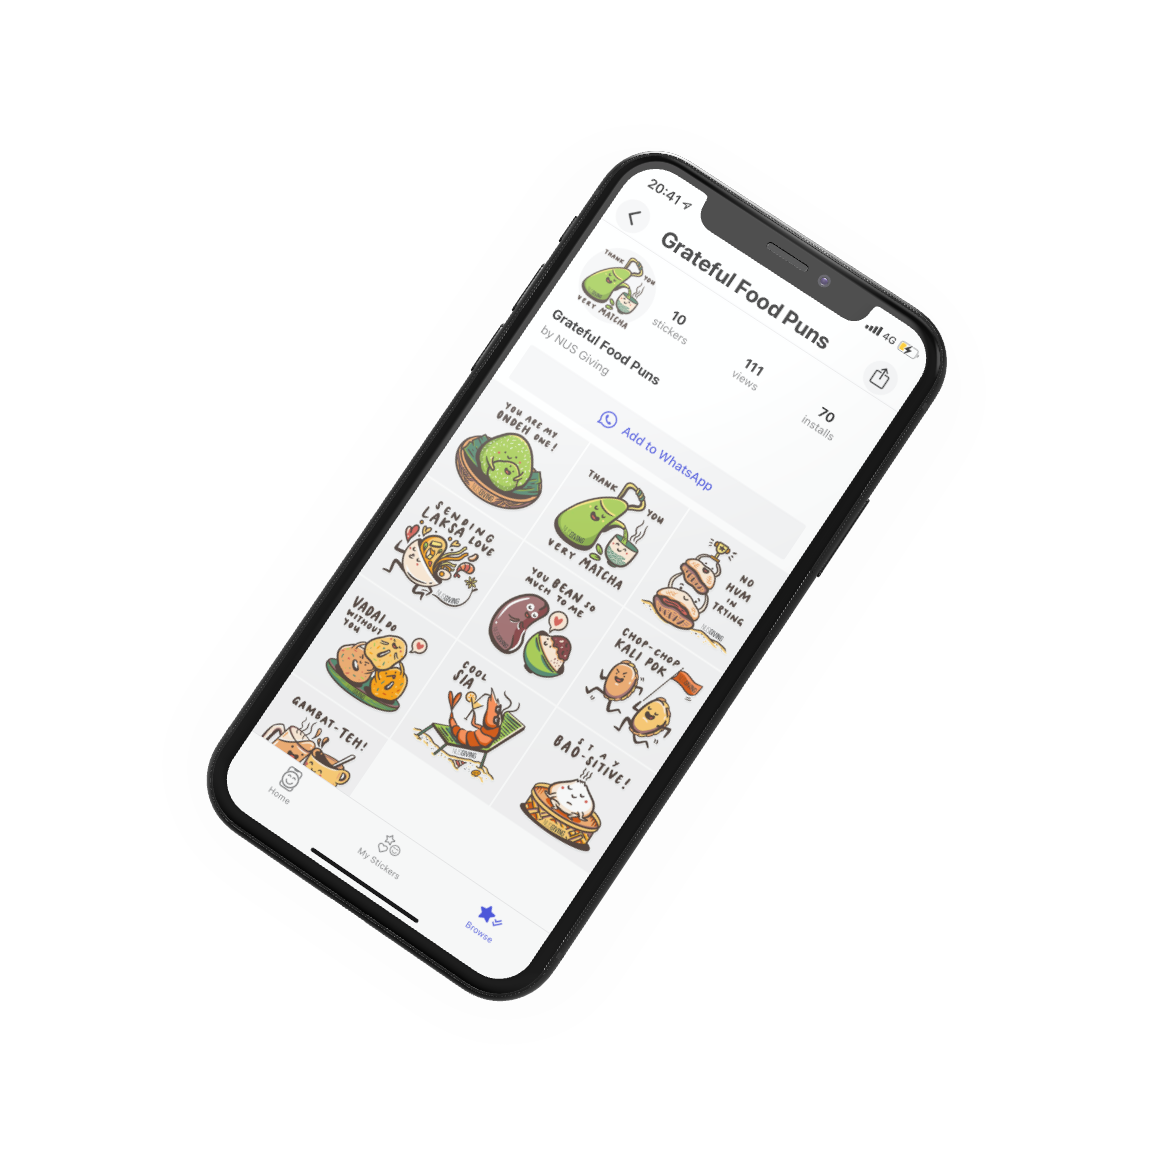 20:41
4G
Grateful Food Puns
THANK YOU
VERY MATCHA
10
stickers
111
views
70
installs
Grateful Food Puns
by NUS Giving
Add to WhatsApp
YOU ARE MY
ONDEH ONE!
THANK YOU
VERY MATCHA
NO
HUM
IN
TRYING
SENDING
LAKSA LOVE
YOU BEAN SO
MUCH TO ME
CHOP-CHOP
KALI POK
VADAI DO
WITHOUT
YOU
COOL
SIA
NUSGIVING
STAY
BAO-SITIVE!
GAMBAT-TEH!
Home
My Stickers
Browse